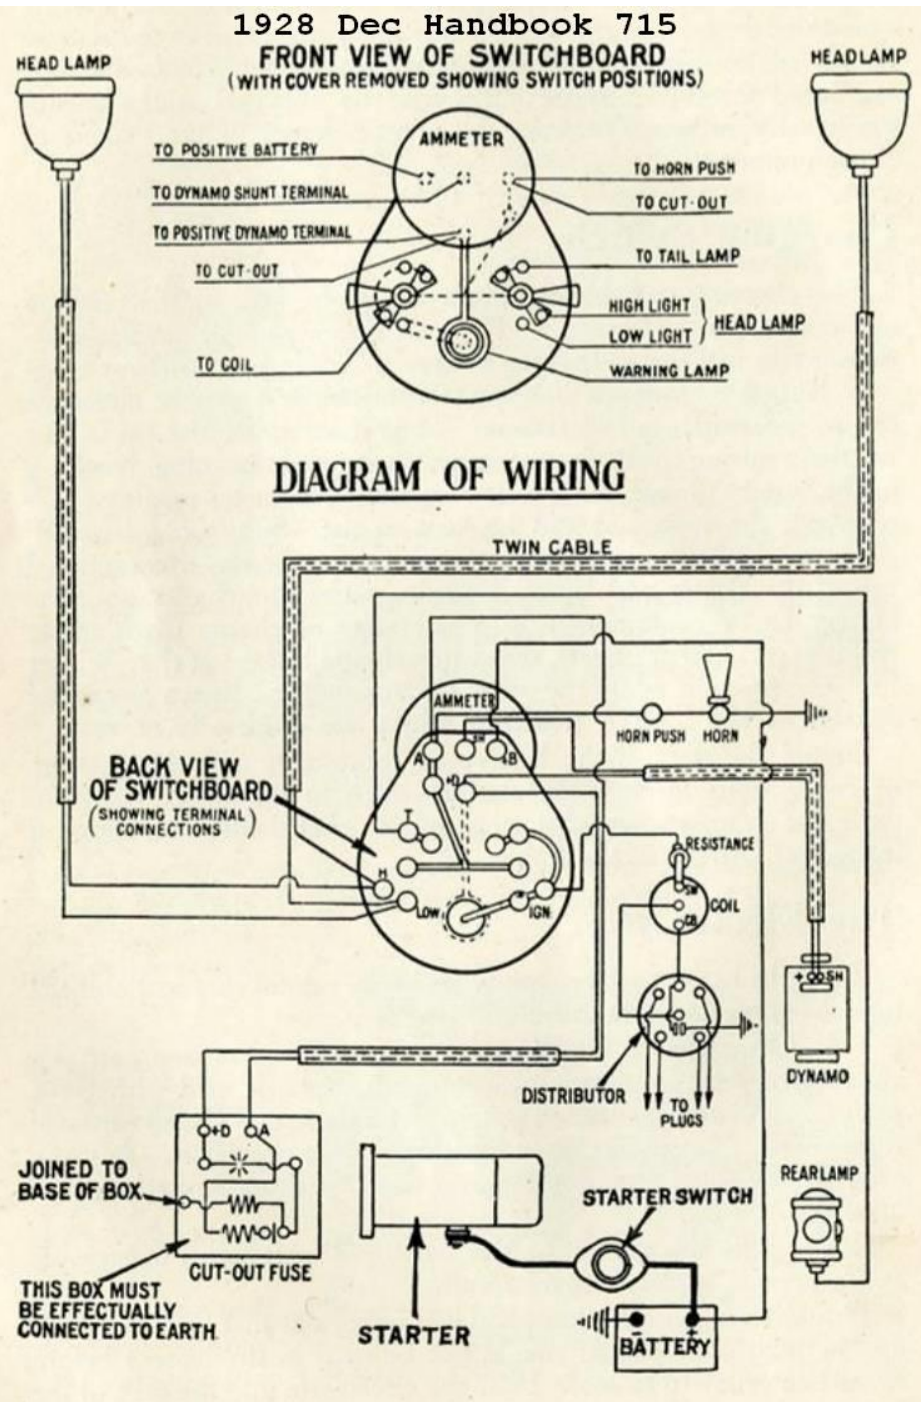 1928 Dec Handbook 715
FRONT VIEW OF SWITCHBOARD
(WITH COVER REMOVED SHOWING SWITCH POSITIONS)
HEAD LAMP
HEADLAMP
AMMETER
TO POSITIVE BATTERY
TO DYNAMO SHUNT TERMINAL
TO POSITIVE DYNAMO TERMINAL
TO CUT-OUT
TO COIL
TO HORN PUSH
TO CUT-OUT
TO TAIL LAMP
HIGH LIGHT
LOW LIGHT
HEAD LAMP
WARNING LAMP
DIAGRAM OF WIRING
TWIN CABLE
AMMETER
A
SH
+B
+D
T
H
LOW
IGN
HORN PUSH
HORN
BACK VIEW
OF SWITCHBOARD
(SHOWING TERMINAL
CONNECTIONS)
RESISTANCE
SW
COIL
CB
+
SH
DYNAMO
DISTRIBUTOR
TO
PLUGS
+D
A
JOINED TO
BASE OF BOX
CUT-OUT FUSE
THIS BOX MUST
BE EFFECTUALLY
CONNECTED TO EARTH
STARTER
STARTER SWITCH
REAR LAMP
-
+
BATTERY